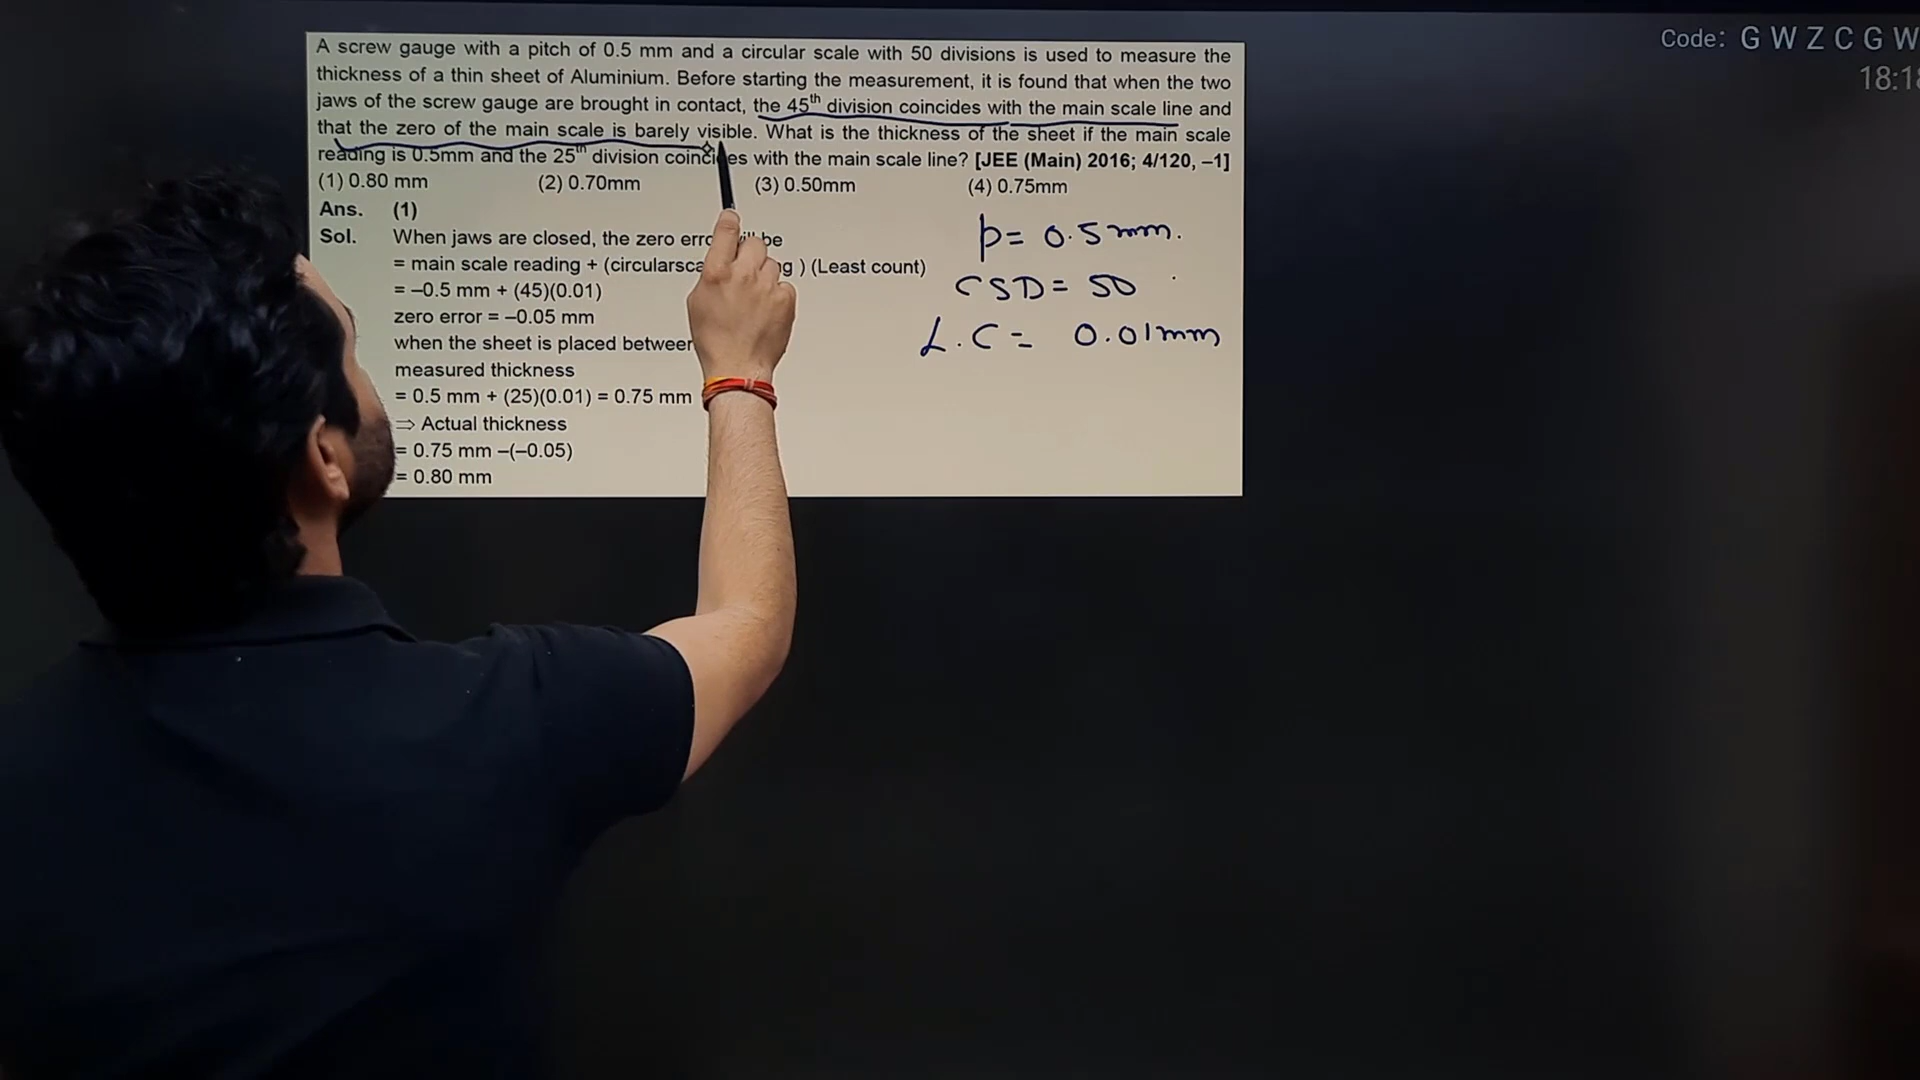 Code: G W Z C G W
18:18
A screw gauge with a pitch of 0.5 mm and a circular scale with 50 divisions is used to measure the
thickness of a thin sheet of Aluminium. Before starting the measurement, it is found that when the two
jaws of the screw gauge are brought in contact, the 45th division coincides with the main scale line and
that the zero of the main scale is barely visible. What is the thickness of the sheet if the main scale
reading is 0.5mm and the 25th division coincides with the main scale line? [JEE (Main) 2016; 4/120, –1]
(1) 0.80 mm (2) 0.70mm (3) 0.50mm (4) 0.75mm
Ans. (1)
Sol. When jaws are closed, the zero be
= main scale reading + ) (Least count)
= –0.5 mm + (45)(0.01)
zero error = –0.05 mm
when the sheet is placed between
measured thickness
= 0.5 mm + (25)(0.01) = 0.75 mm
⇒ Actual thickness
= 0.75 mm –(–0.05)
= 0.80 mm
p = 0.5 mm.
CSD = 50
L.C = 0.01mm